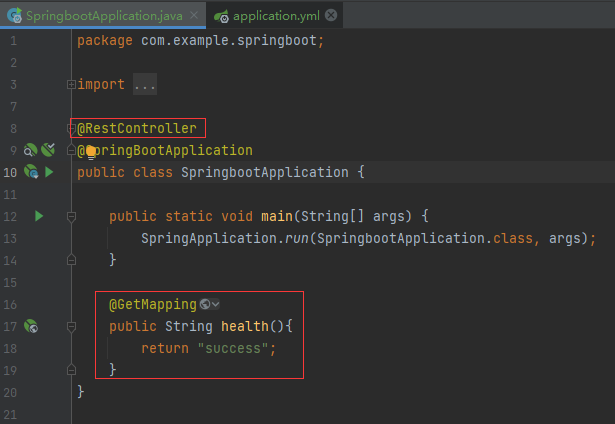 SpringbootApplication.java
application.yml
1 package com.example.springboot;
2
3 import ...
7
8 @RestController
9 @SpringBootApplication
10 public class SpringbootApplication {
11
12 public static void main(String[] args) {
13 SpringApplication.run(SpringbootApplication.class, args);
14 }
15
16 @GetMapping
17 public String health(){
18 return "success";
19 }
20 }
21